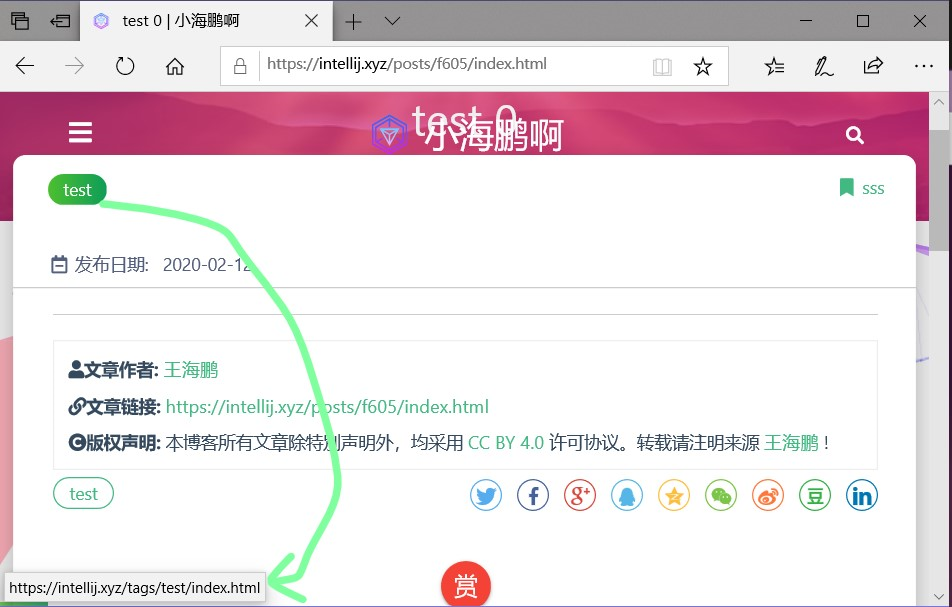 test 0 | 小海鹏啊
https://intellij.xyz/posts/f605/index.html
test 0
小海鹏啊
test
sss
发布日期: 2020-02-12
文章作者: 王海鹏
文章链接: https://intellij.xyz/posts/f605/index.html
版权声明: 本博客所有文章除特別声明外，均采用 CC BY 4.0 许可协议。转载请注明来源 王海鹏 !
test
豆
赏
https://intellij.xyz/tags/test/index.html